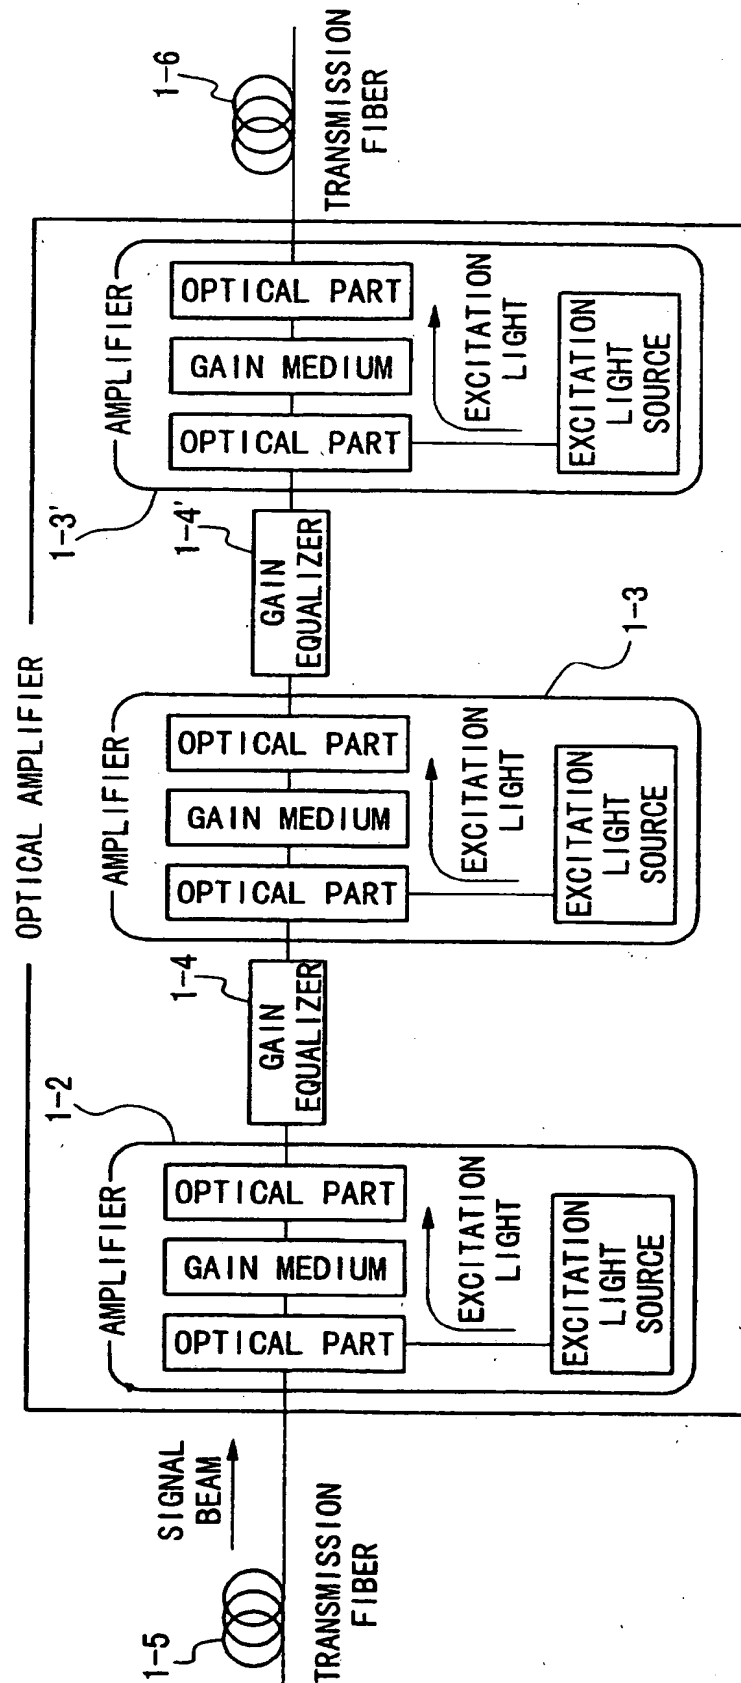 OPTICAL AMPLIFIER
1-5
TRANSMISSION
FIBER
SIGNAL
BEAM
1-2
AMPLIFIER
OPTICAL PART
GAIN MEDIUM
OPTICAL PART
EXCITATION
LIGHT
EXCITATION
LIGHT
SOURCE
1-4
GAIN
EQUALIZER
1-3
AMPLIFIER
OPTICAL PART
GAIN MEDIUM
OPTICAL PART
EXCITATION
LIGHT
EXCITATION
LIGHT
SOURCE
1-4'
GAIN
EQUALIZER
1-3'
AMPLIFIER
OPTICAL PART
GAIN MEDIUM
OPTICAL PART
EXCITATION
LIGHT
EXCITATION
LIGHT
SOURCE
1-6
TRANSMISSION
FIBER